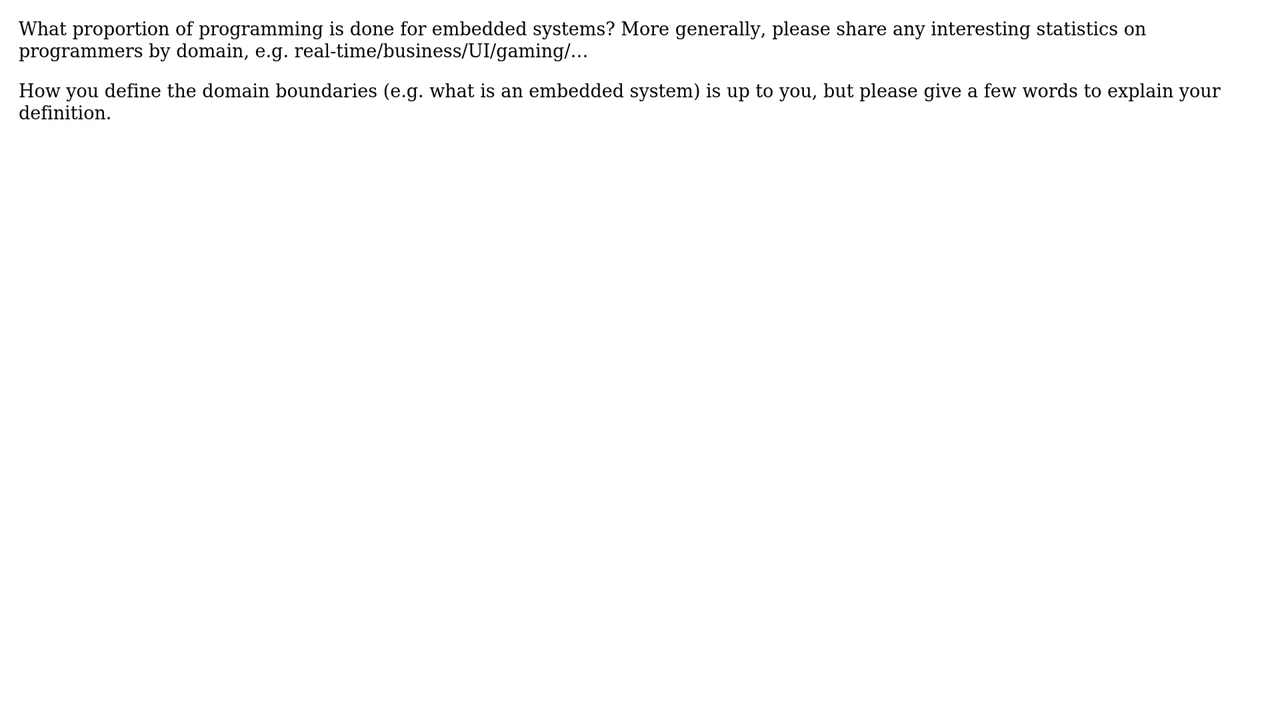 What proportion of programming is done for embedded systems? More generally, please share any interesting statistics on
programmers by domain, e.g. real-time/business/UI/gaming/...
How you define the domain boundaries (e.g. what is an embedded system) is up to you, but please give a few words to explain your
definition.